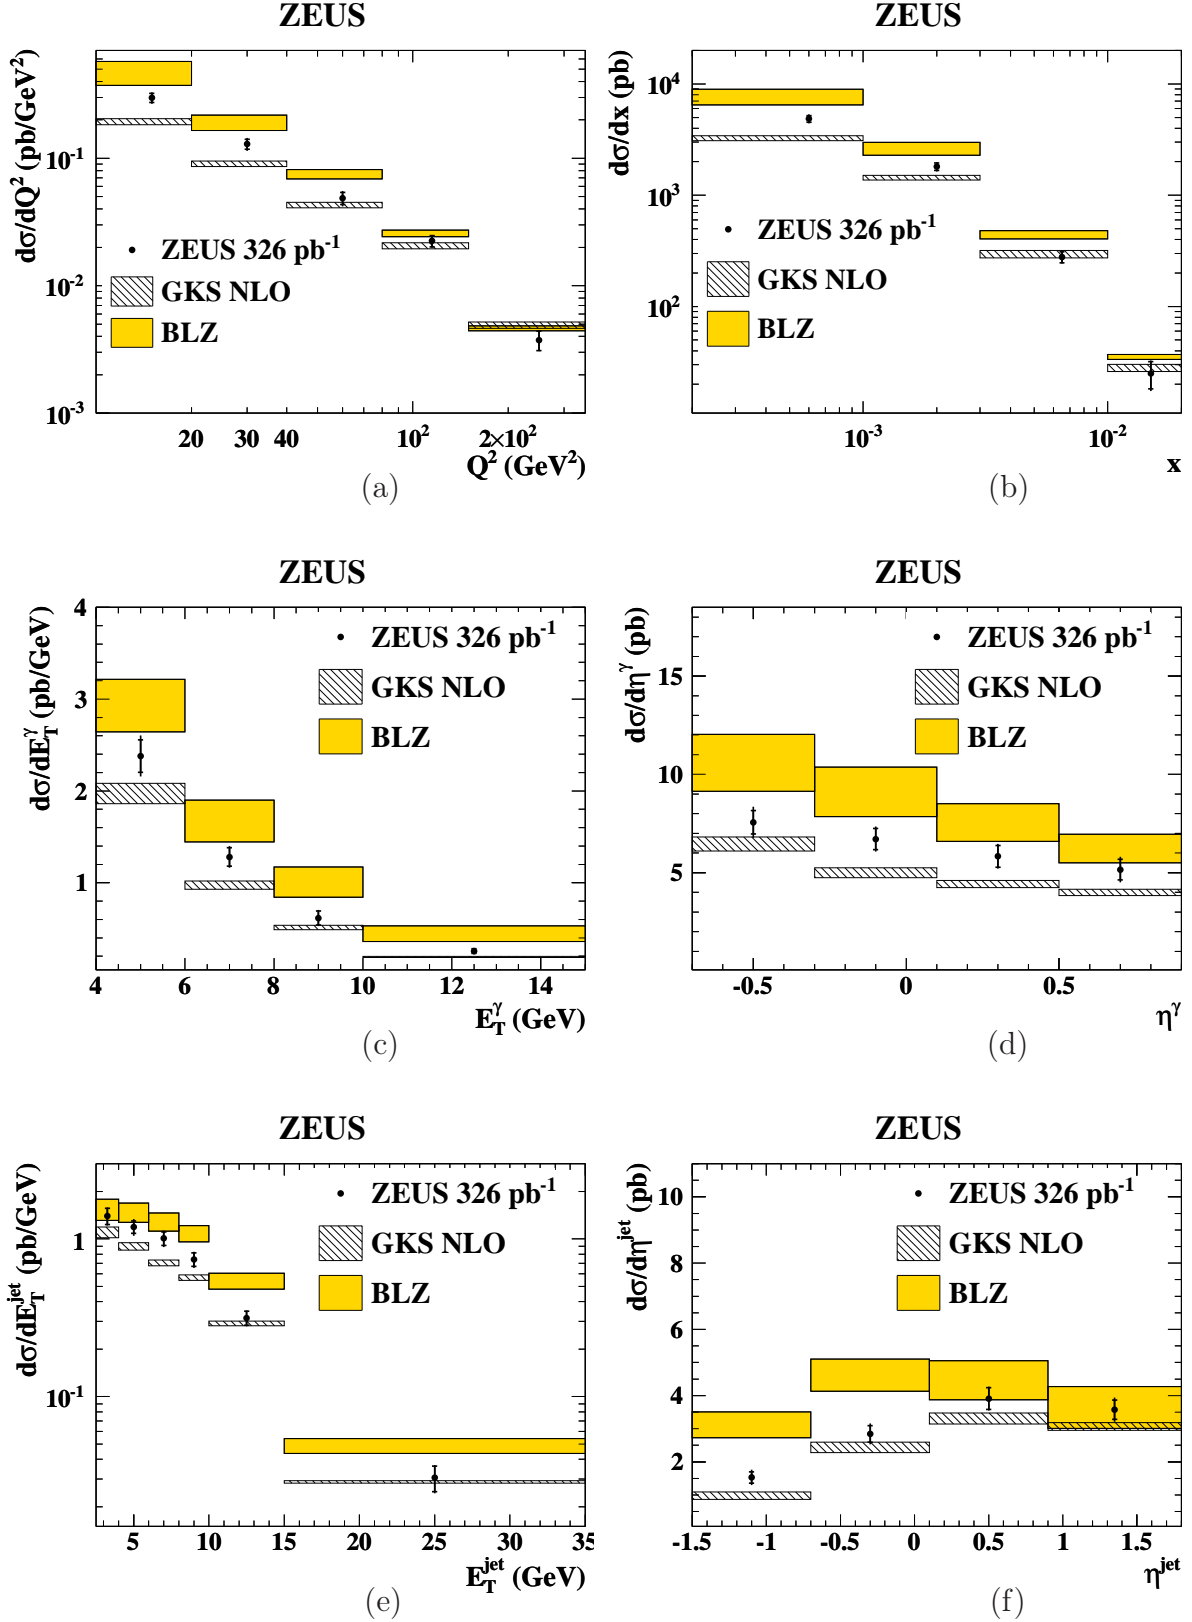 ZEUS
dσ/dQ² (pb/GeV²)
10⁻¹
10⁻²
10⁻³
ZEUS 326 pb⁻¹
GKS NLO
BLZ
20 30 40 10² 2×10²
Q² (GeV²)
(a)
ZEUS
dσ/dx (pb)
10⁴
10³
10²
ZEUS 326 pb⁻¹
GKS NLO
BLZ
10⁻³ 10⁻²
x
(b)
ZEUS
dσ/dE_T^γ (pb/GeV)
4
3
2
1
ZEUS 326 pb⁻¹
GKS NLO
BLZ
4 6 8 10 12 14
E_T^γ (GeV)
(c)
ZEUS
dσ/dη^γ (pb)
15
10
5
ZEUS 326 pb⁻¹
GKS NLO
BLZ
-0.5 0 0.5
η^γ
(d)
ZEUS
dσ/dE_T^jet (pb/GeV)
1
10⁻¹
ZEUS 326 pb⁻¹
GKS NLO
BLZ
5 10 15 20 25 30 35
E_T^jet (GeV)
(e)
ZEUS
dσ/dη^jet (pb)
10
8
6
4
2
ZEUS 326 pb⁻¹
GKS NLO
BLZ
-1.5 -1 -0.5 0 0.5 1 1.5
η^jet
(f)